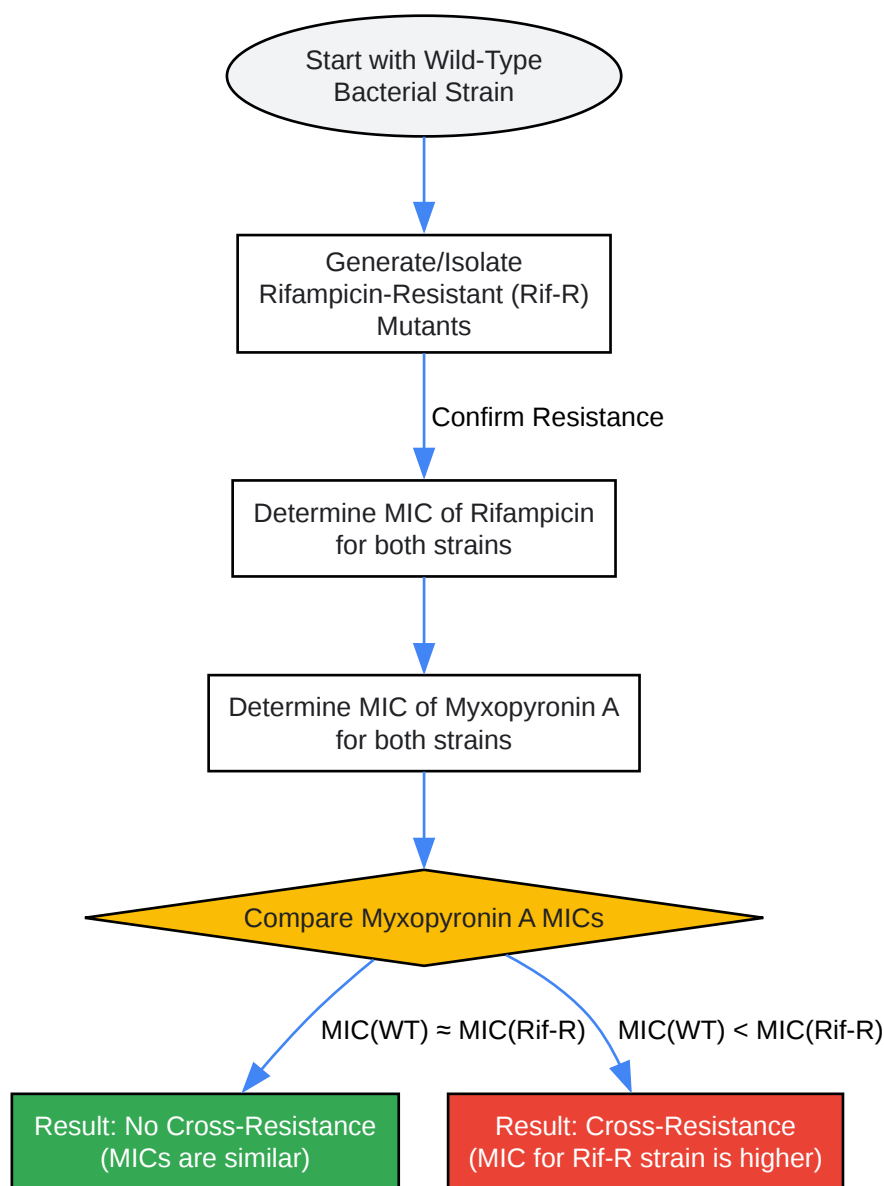 Start with Wild-Type
Bacterial Strain
Generate/Isolate
Rifampicin-Resistant (Rif-R)
Mutants
Confirm Resistance
Determine MIC of Rifampicin
for both strains
Determine MIC of Myxopyronin A
for both strains
Compare Myxopyronin A MICs
MIC(WT) ≈ MIC(Rif-R)
MIC(WT) < MIC(Rif-R)
Result: No Cross-Resistance
(MICs are similar)
Result: Cross-Resistance
(MIC for Rif-R strain is higher)